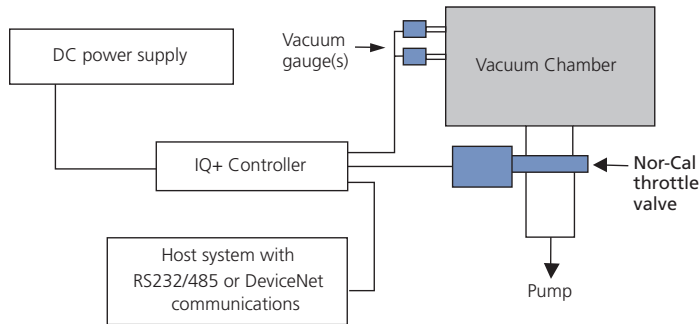 DC power supply
Vacuum
gauge(s)
Vacuum Chamber
IQ+ Controller
Nor-Cal
throttle
valve
Host system with
RS232/485 or DeviceNet
communications
Pump